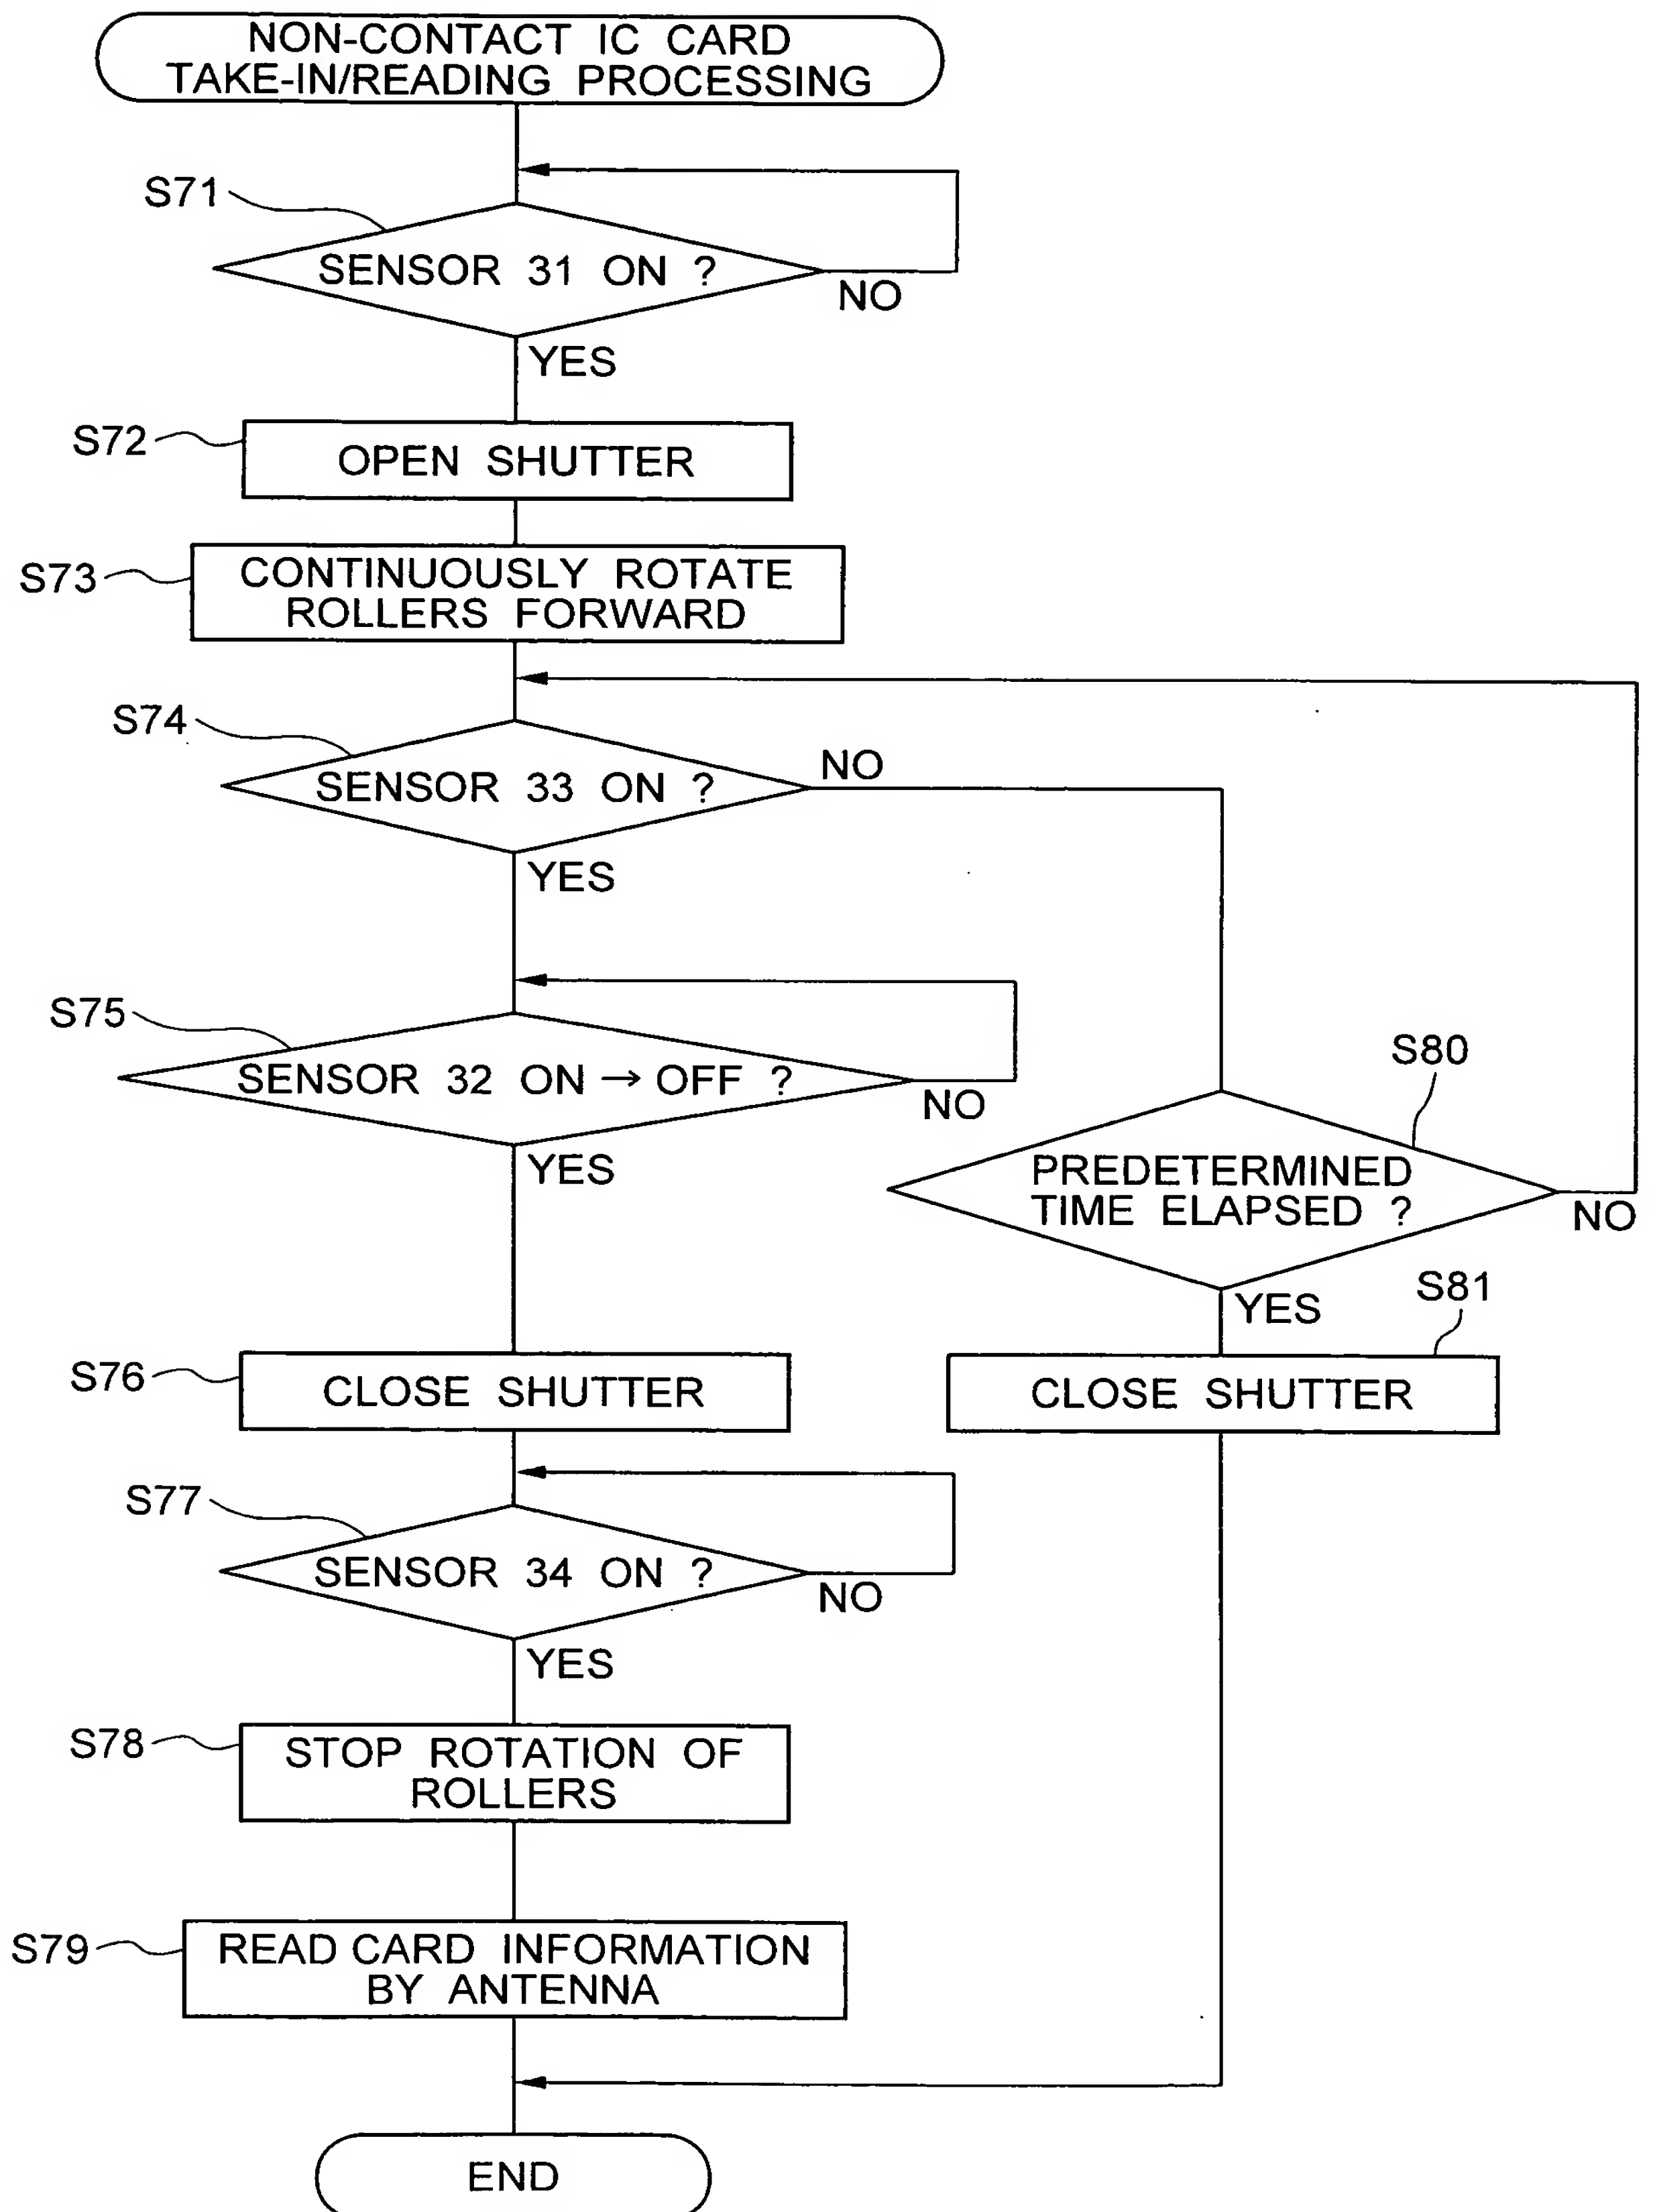 NON-CONTACT IC CARD
TAKE-IN/READING PROCESSING
S71
SENSOR 31 ON ?
NO
YES
S72
OPEN SHUTTER
S73
CONTINUOUSLY ROTATE
ROLLERS FORWARD
S74
SENSOR 33 ON ?
NO
YES
S75
SENSOR 32 ON → OFF ?
NO
YES
S80
PREDETERMINED
TIME ELAPSED ?
NO
YES
S76
CLOSE SHUTTER
S81
CLOSE SHUTTER
S77
SENSOR 34 ON ?
NO
YES
S78
STOP ROTATION OF
ROLLERS
S79
READ CARD INFORMATION
BY ANTENNA
END